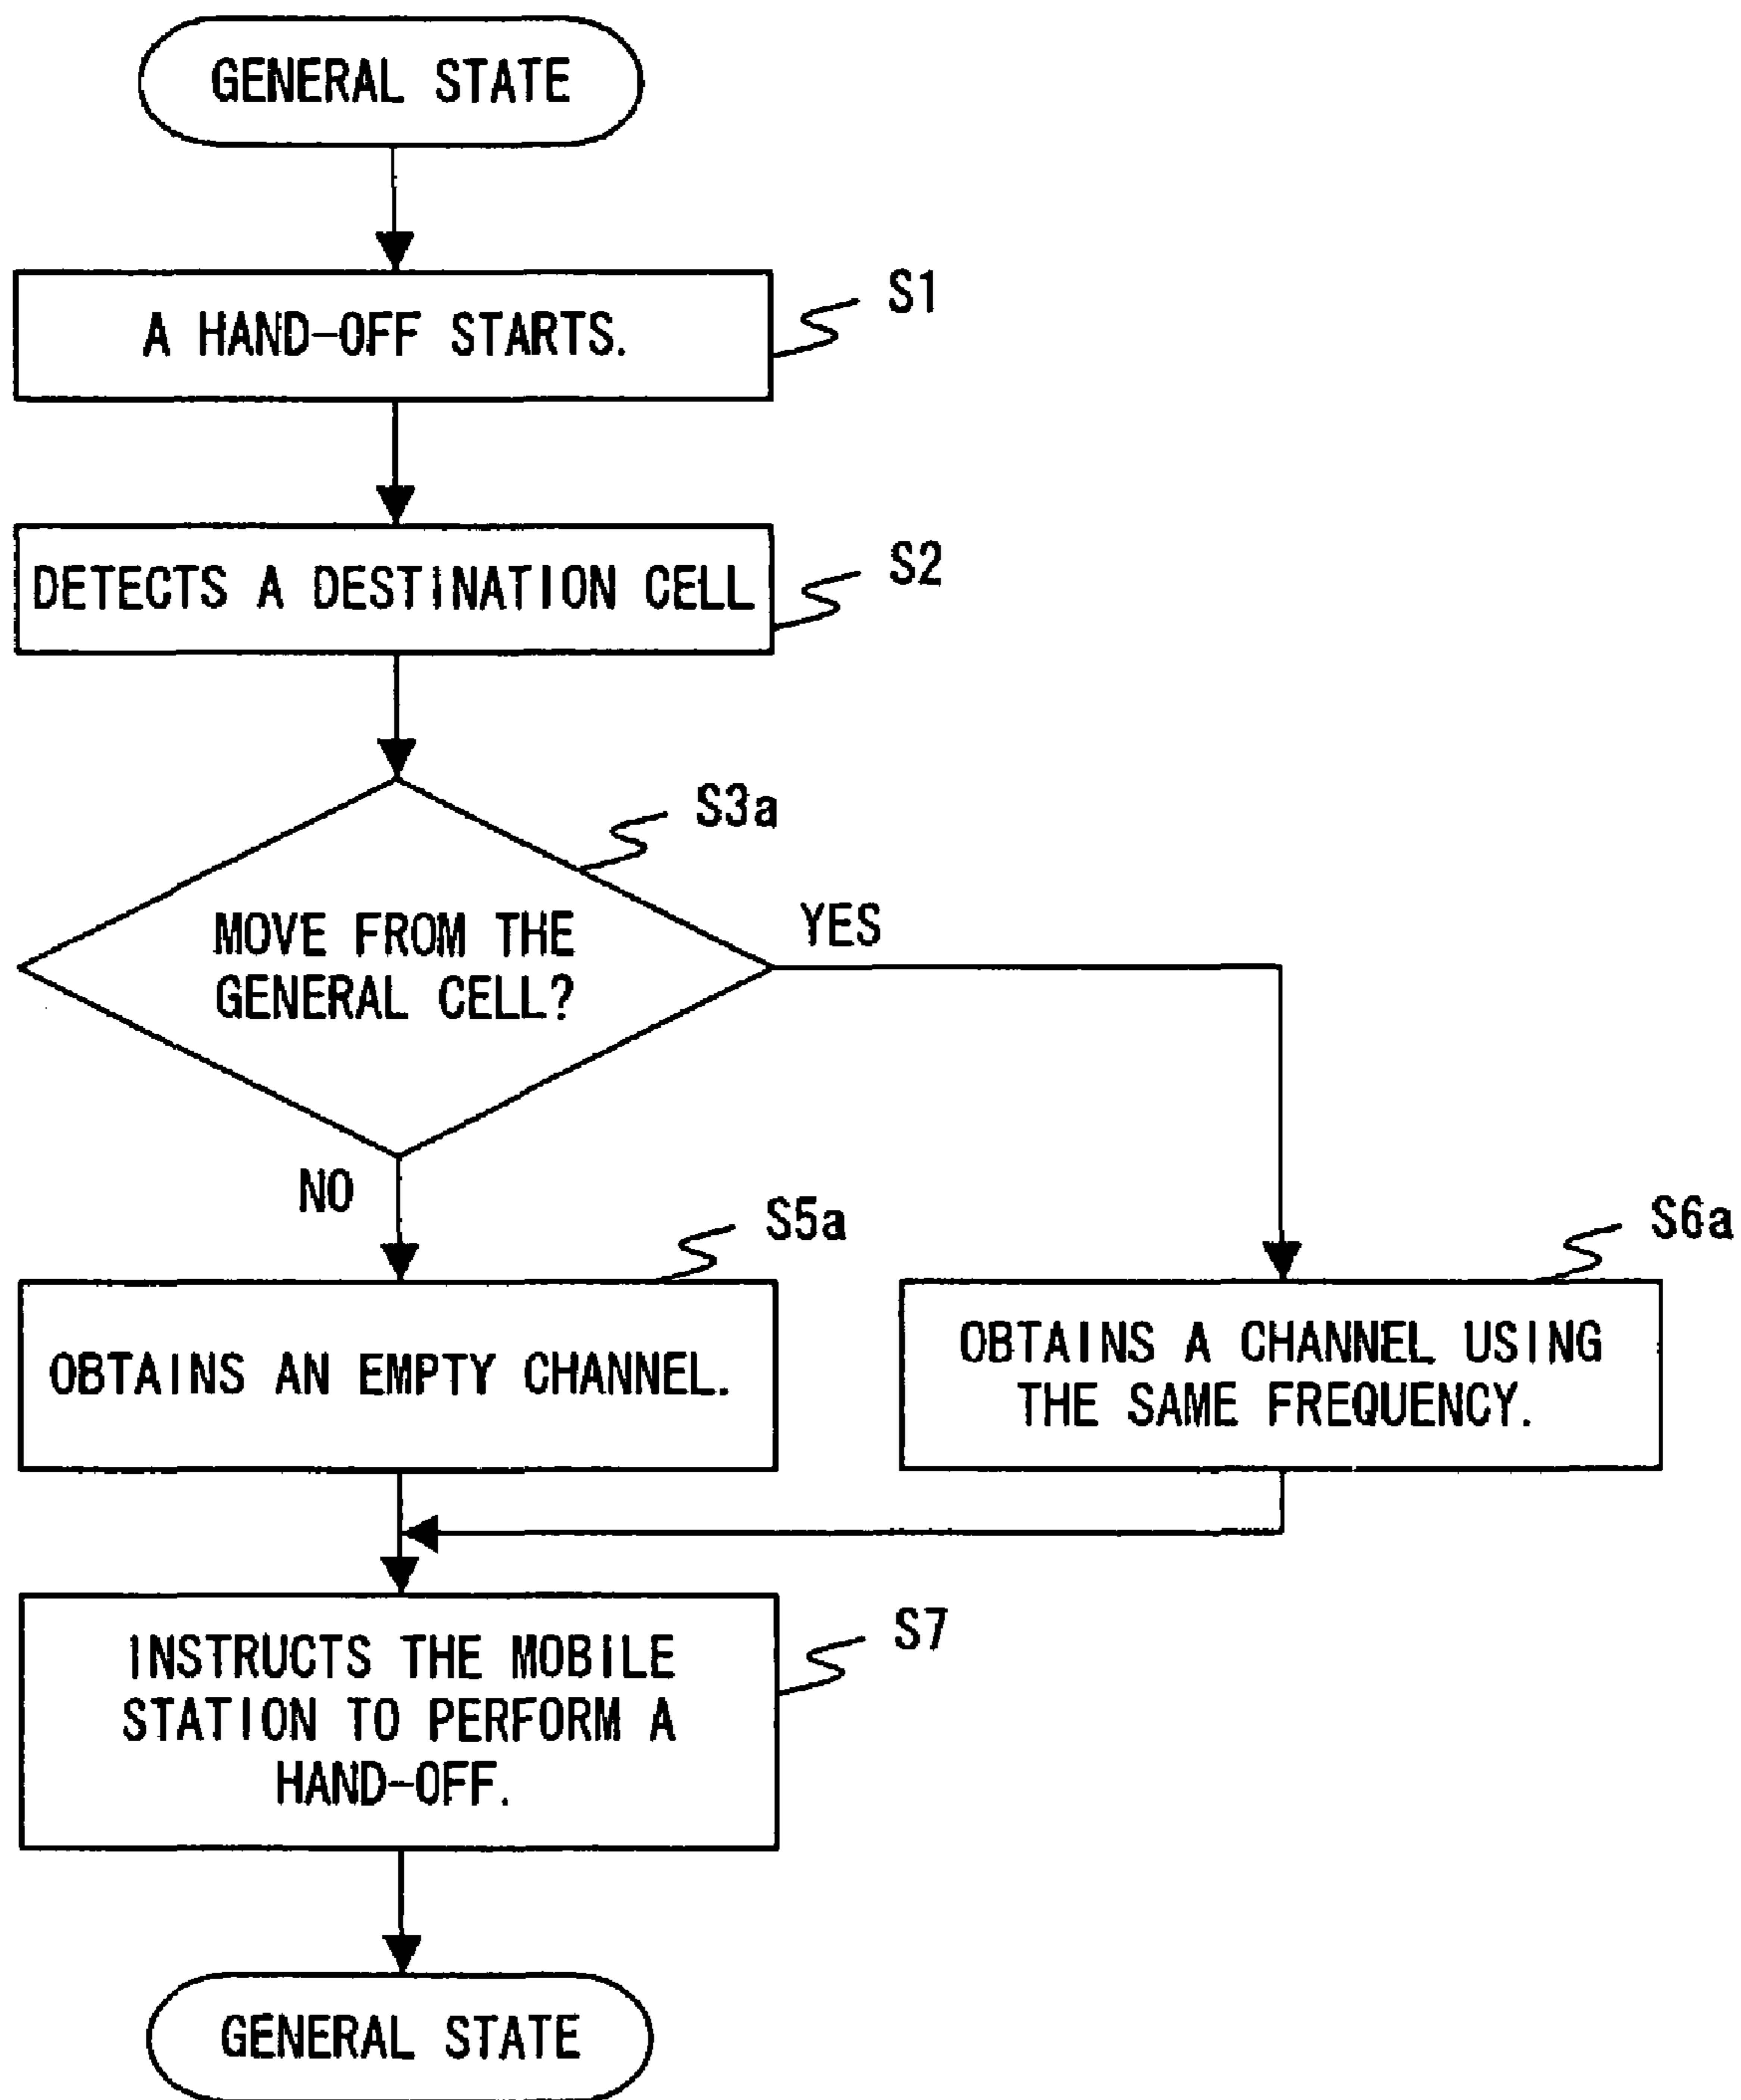 GENERAL STATE
A HAND-OFF STARTS.
S1
DETECTS A DESTINATION CELL
S2
S3a
MOVE FROM THE
GENERAL CELL?
YES
NO
S5a
OBTAINS AN EMPTY CHANNEL.
S6a
OBTAINS A CHANNEL USING
THE SAME FREQUENCY.
INSTRUCTS THE MOBILE
STATION TO PERFORM A
HAND-OFF.
S7
GENERAL STATE